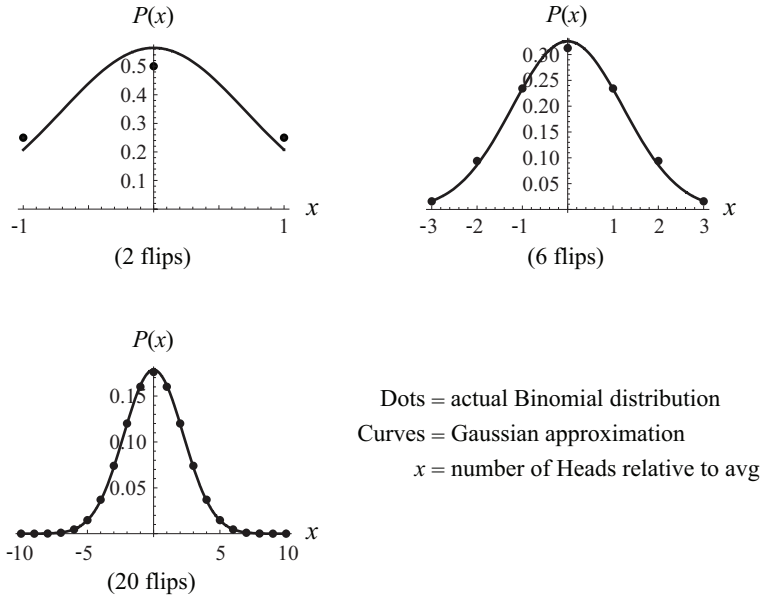 P(x)
0.5
0.4
0.3
0.2
0.1
-1
1
x
(2 flips)
P(x)
0.30
0.25
0.20
0.15
0.10
0.05
-3
-2
-1
1
2
3
x
(6 flips)
P(x)
0.15
0.10
0.05
-10
-5
5
10
x
(20 flips)
Dots = actual Binomial distribution
Curves = Gaussian approximation
x = number of Heads relative to avg